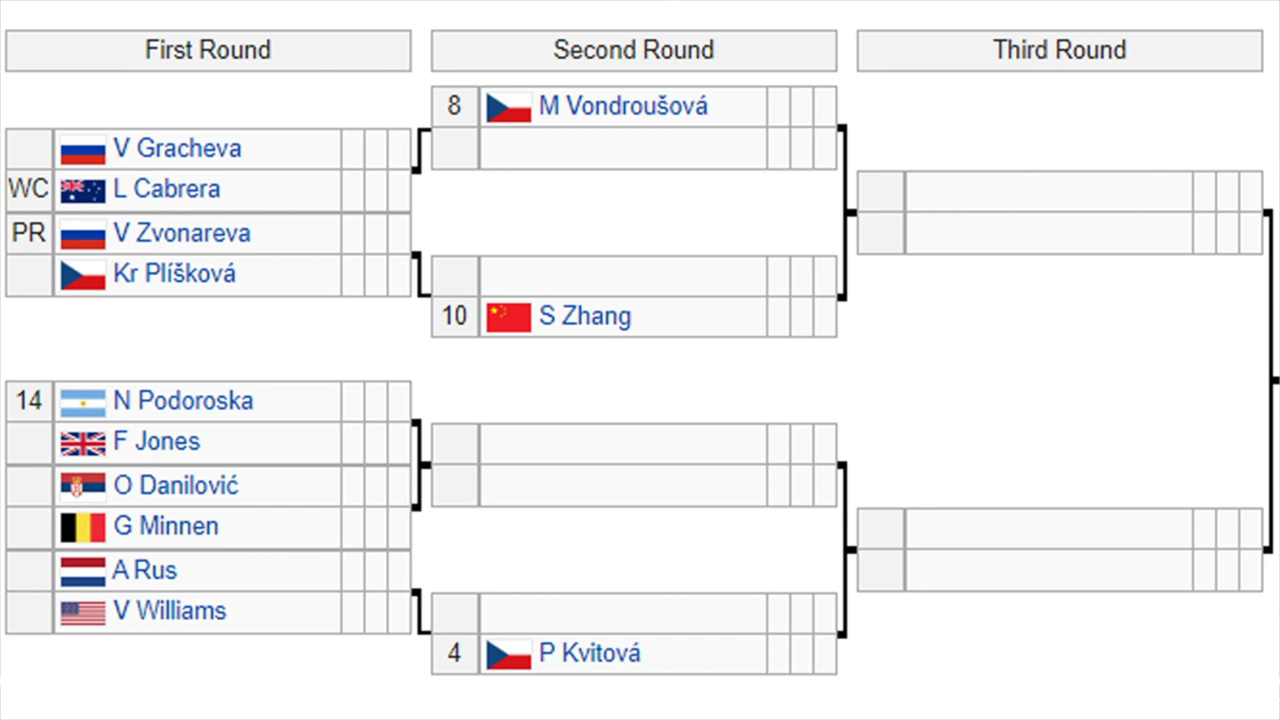 First Round
Second Round
Third Round
8 M Vondroušová
V Gracheva
WC L Cabrera
PR V Zvonareva
Kr Plíšková
10 S Zhang
14 N Podoroska
F Jones
O Danilović
G Minnen
A Rus
V Williams
4 P Kvitová